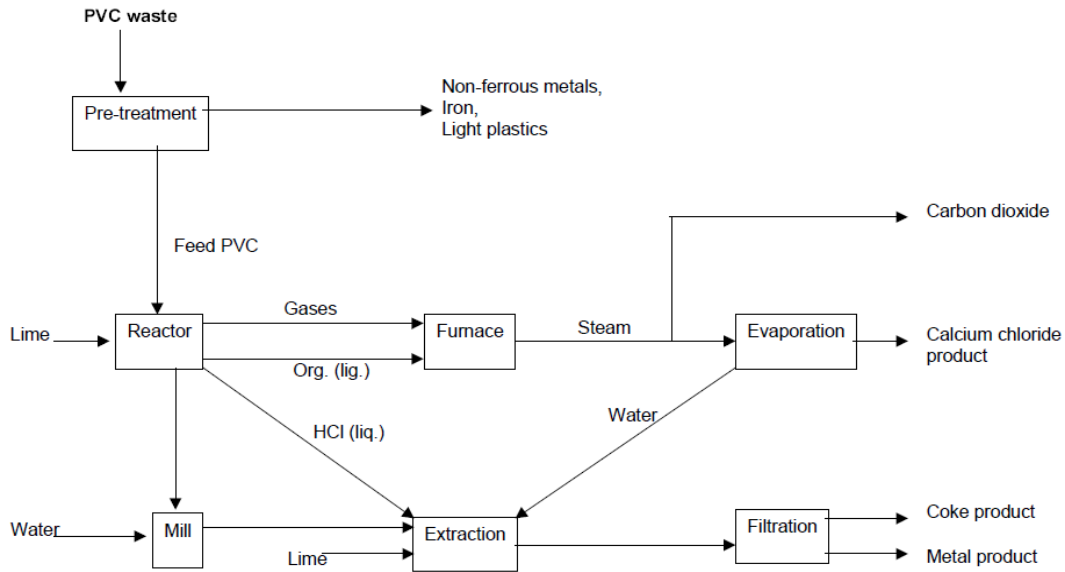 PVC waste
Pre-treatment
Non-ferrous metals,
Iron,
Light plastics
Carbon dioxide
Feed PVC
Lime
Reactor
Gases
Org. (lig.)
Furnace
Steam
Evaporation
Calcium chloride
product
HCl (liq.)
Water
Water
Mill
Lime
Extraction
Filtration
Coke product
Metal product